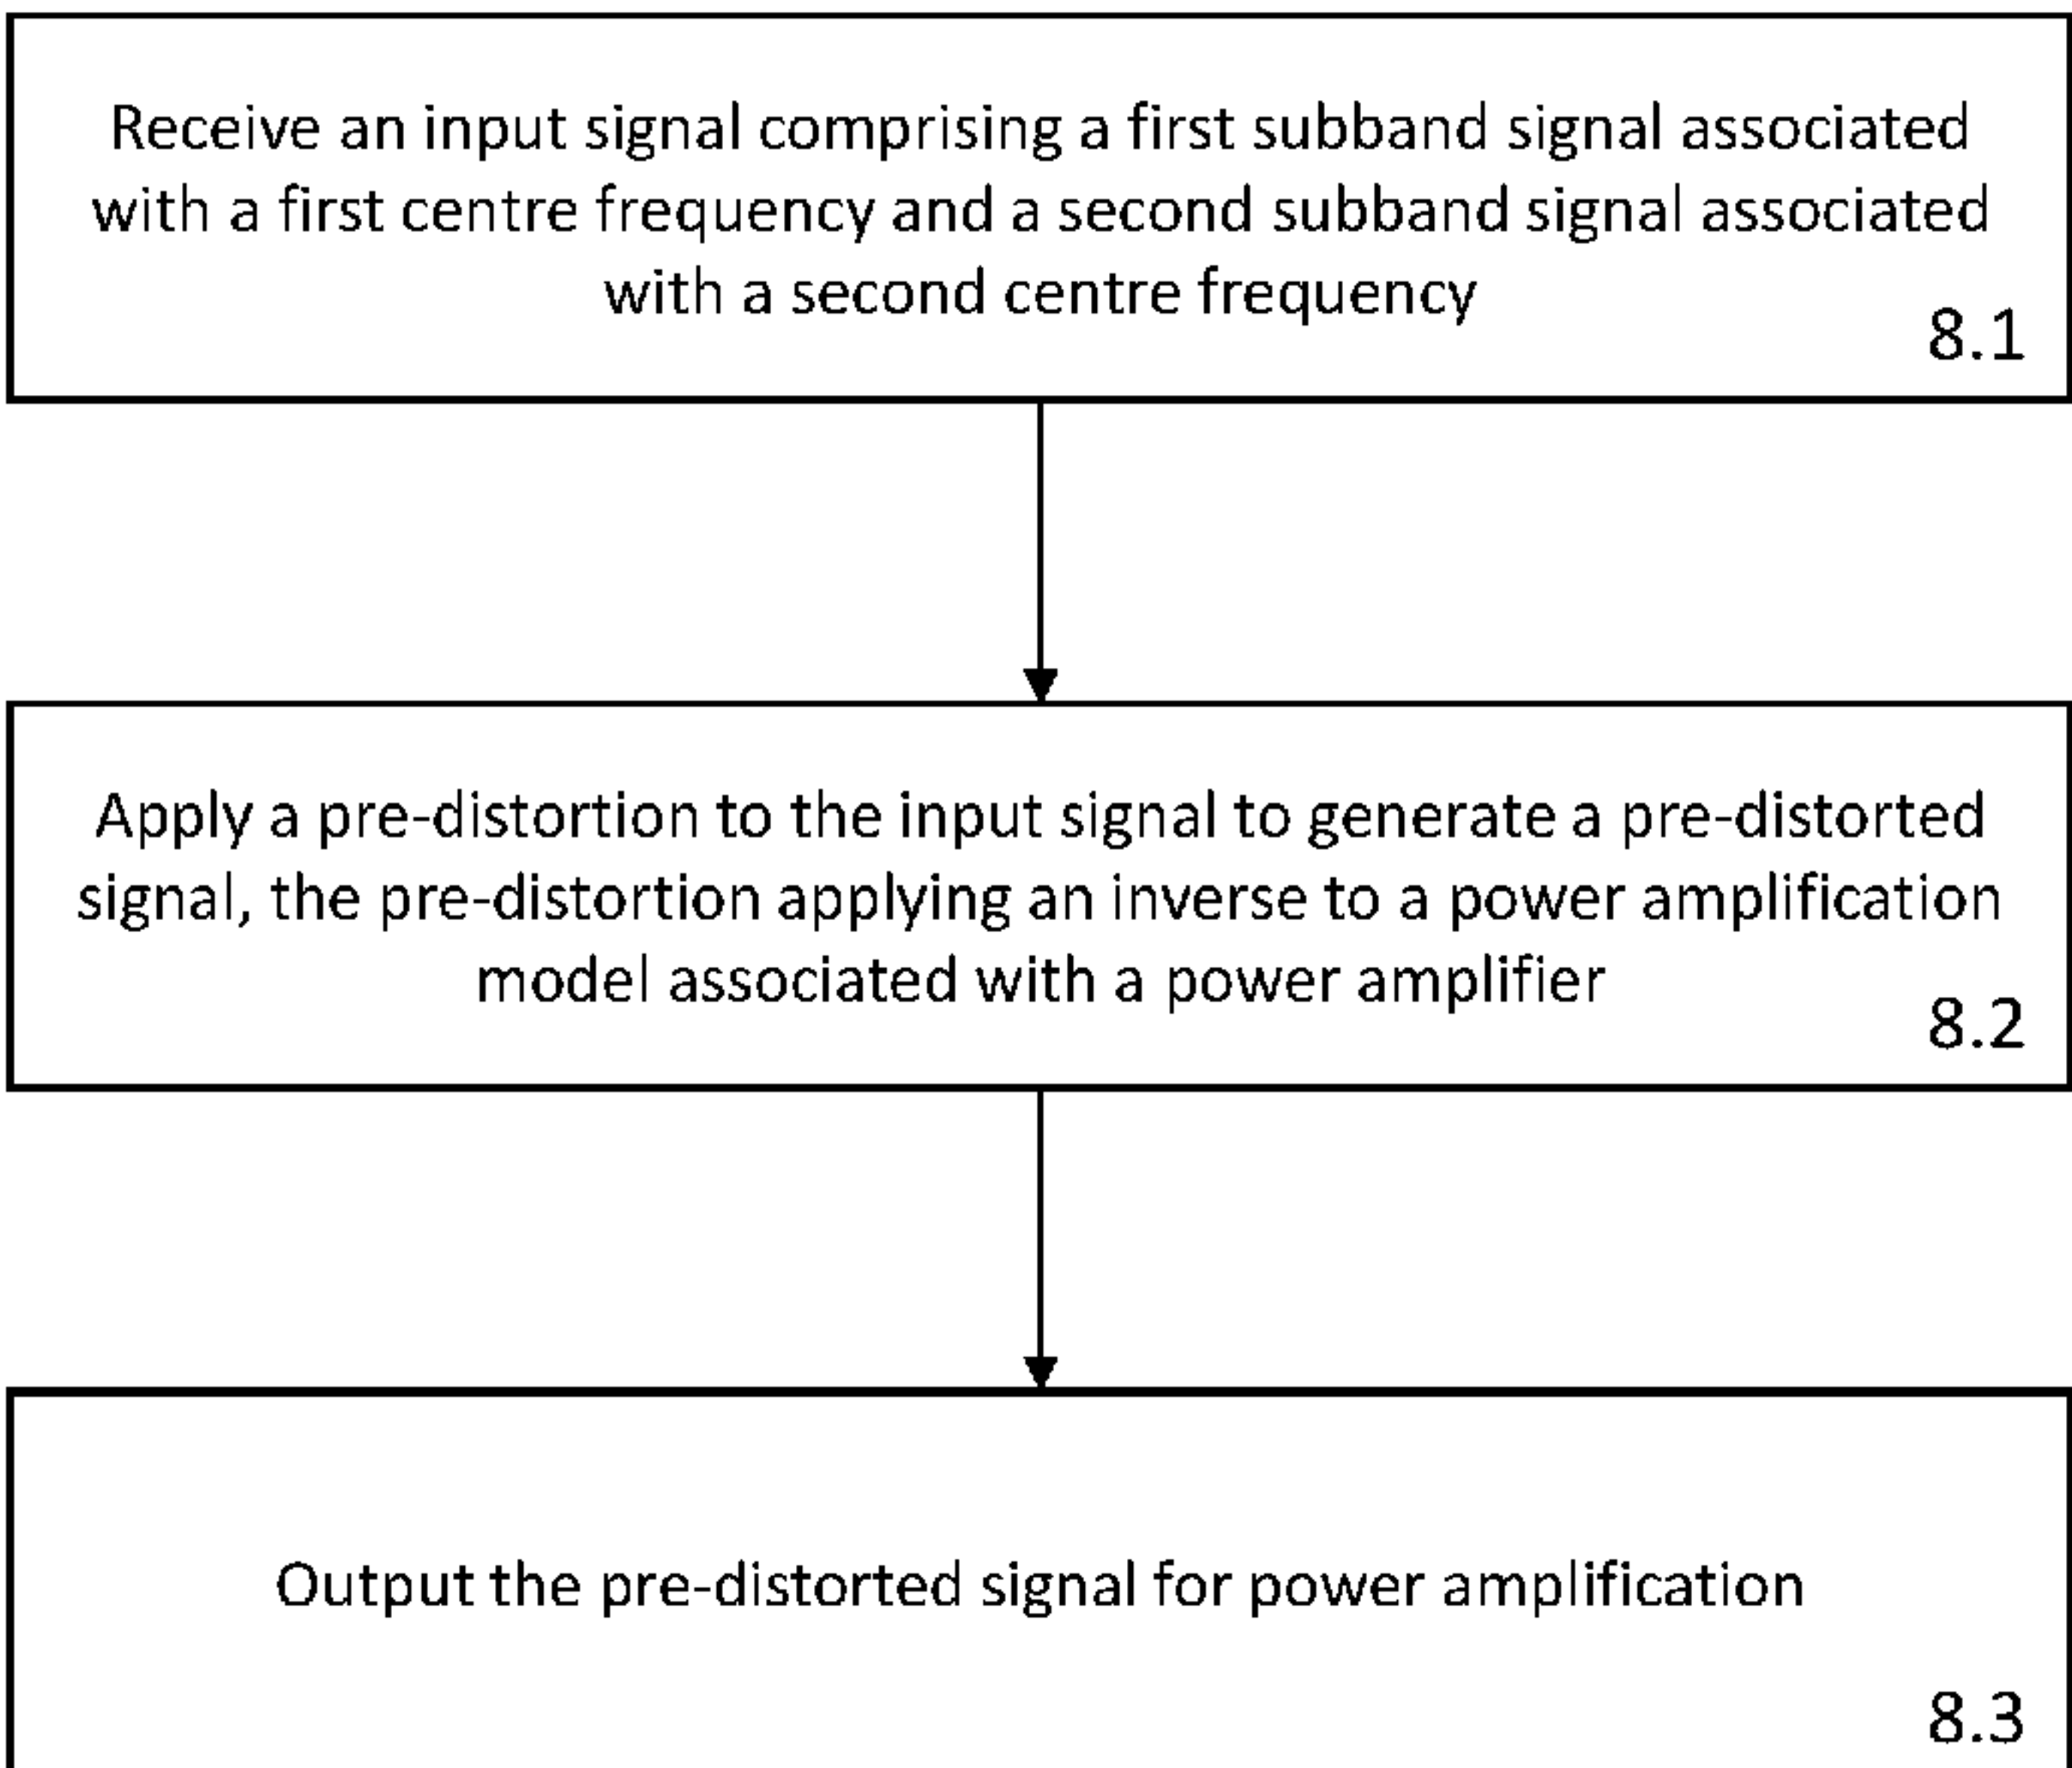 Receive an input signal comprising a first subband signal associated
with a first centre frequency and a second subband signal associated
with a second centre frequency
8.1
Apply a pre-distortion to the input signal to generate a pre-distorted
signal, the pre-distortion applying an inverse to a power amplification
model associated with a power amplifier
8.2
Output the pre-distorted signal for power amplification
8.3